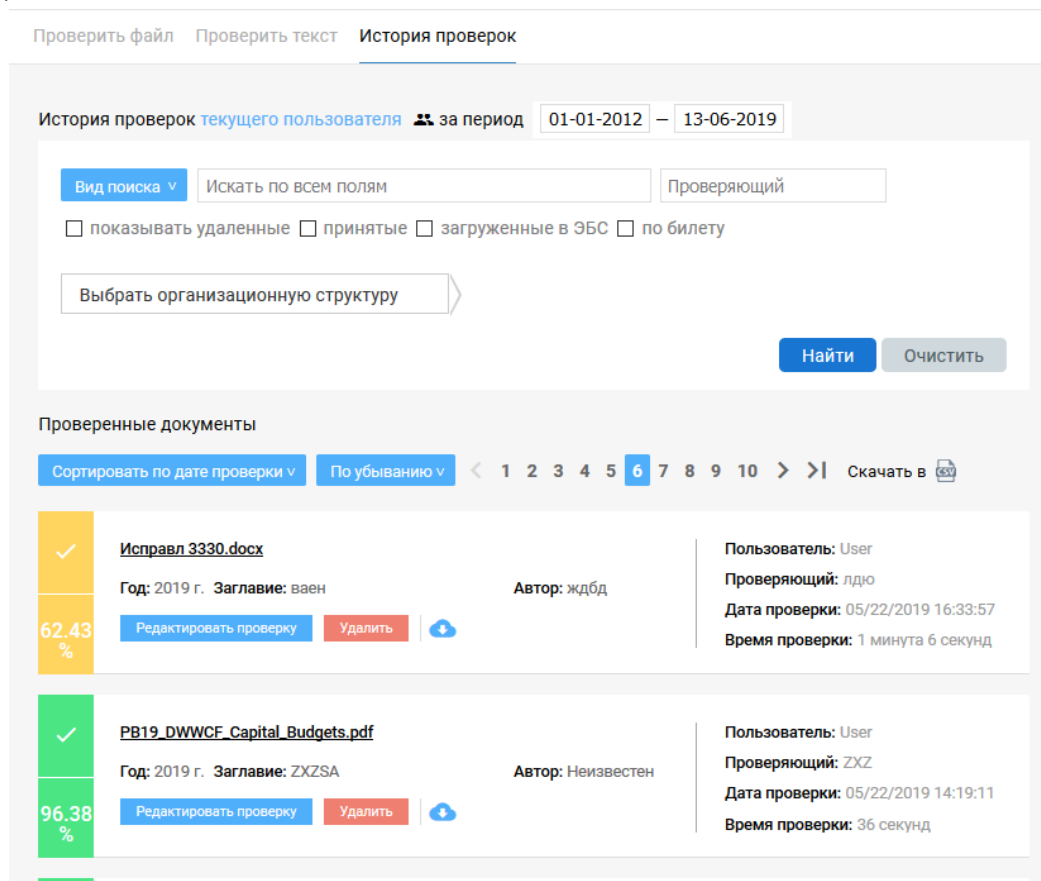 Проверить файл Проверить текст История проверок
История проверок текущего пользователя за период 01-01-2012 – 13-06-2019
Вид поиска ˅ Искать по всем полям Проверяющий
показывать удаленные принятые загруженные в ЭБС по билету
Выбрать организационную структуру
Найти Очистить
Проверенные документы
Сортировать по дате проверки ˅ По убыванию ˅ < 1 2 3 4 5 6 7 8 9 10 > >| Скачать в CSV
Исправл 3330.docx
Год: 2019 г. Заглавие: ваен Автор: ждбд
62.43 %
Редактировать проверку Удалить
Пользователь: User
Проверяющий: лдю
Дата проверки: 05/22/2019 16:33:57
Время проверки: 1 минута 6 секунд
PB19_DWWCF_Capital_Budgets.pdf
Год: 2019 г. Заглавие: ZXZSA Автор: Неизвестен
96.38 %
Редактировать проверку Удалить
Пользователь: User
Проверяющий: ZXZ
Дата проверки: 05/22/2019 14:19:11
Время проверки: 36 секунд